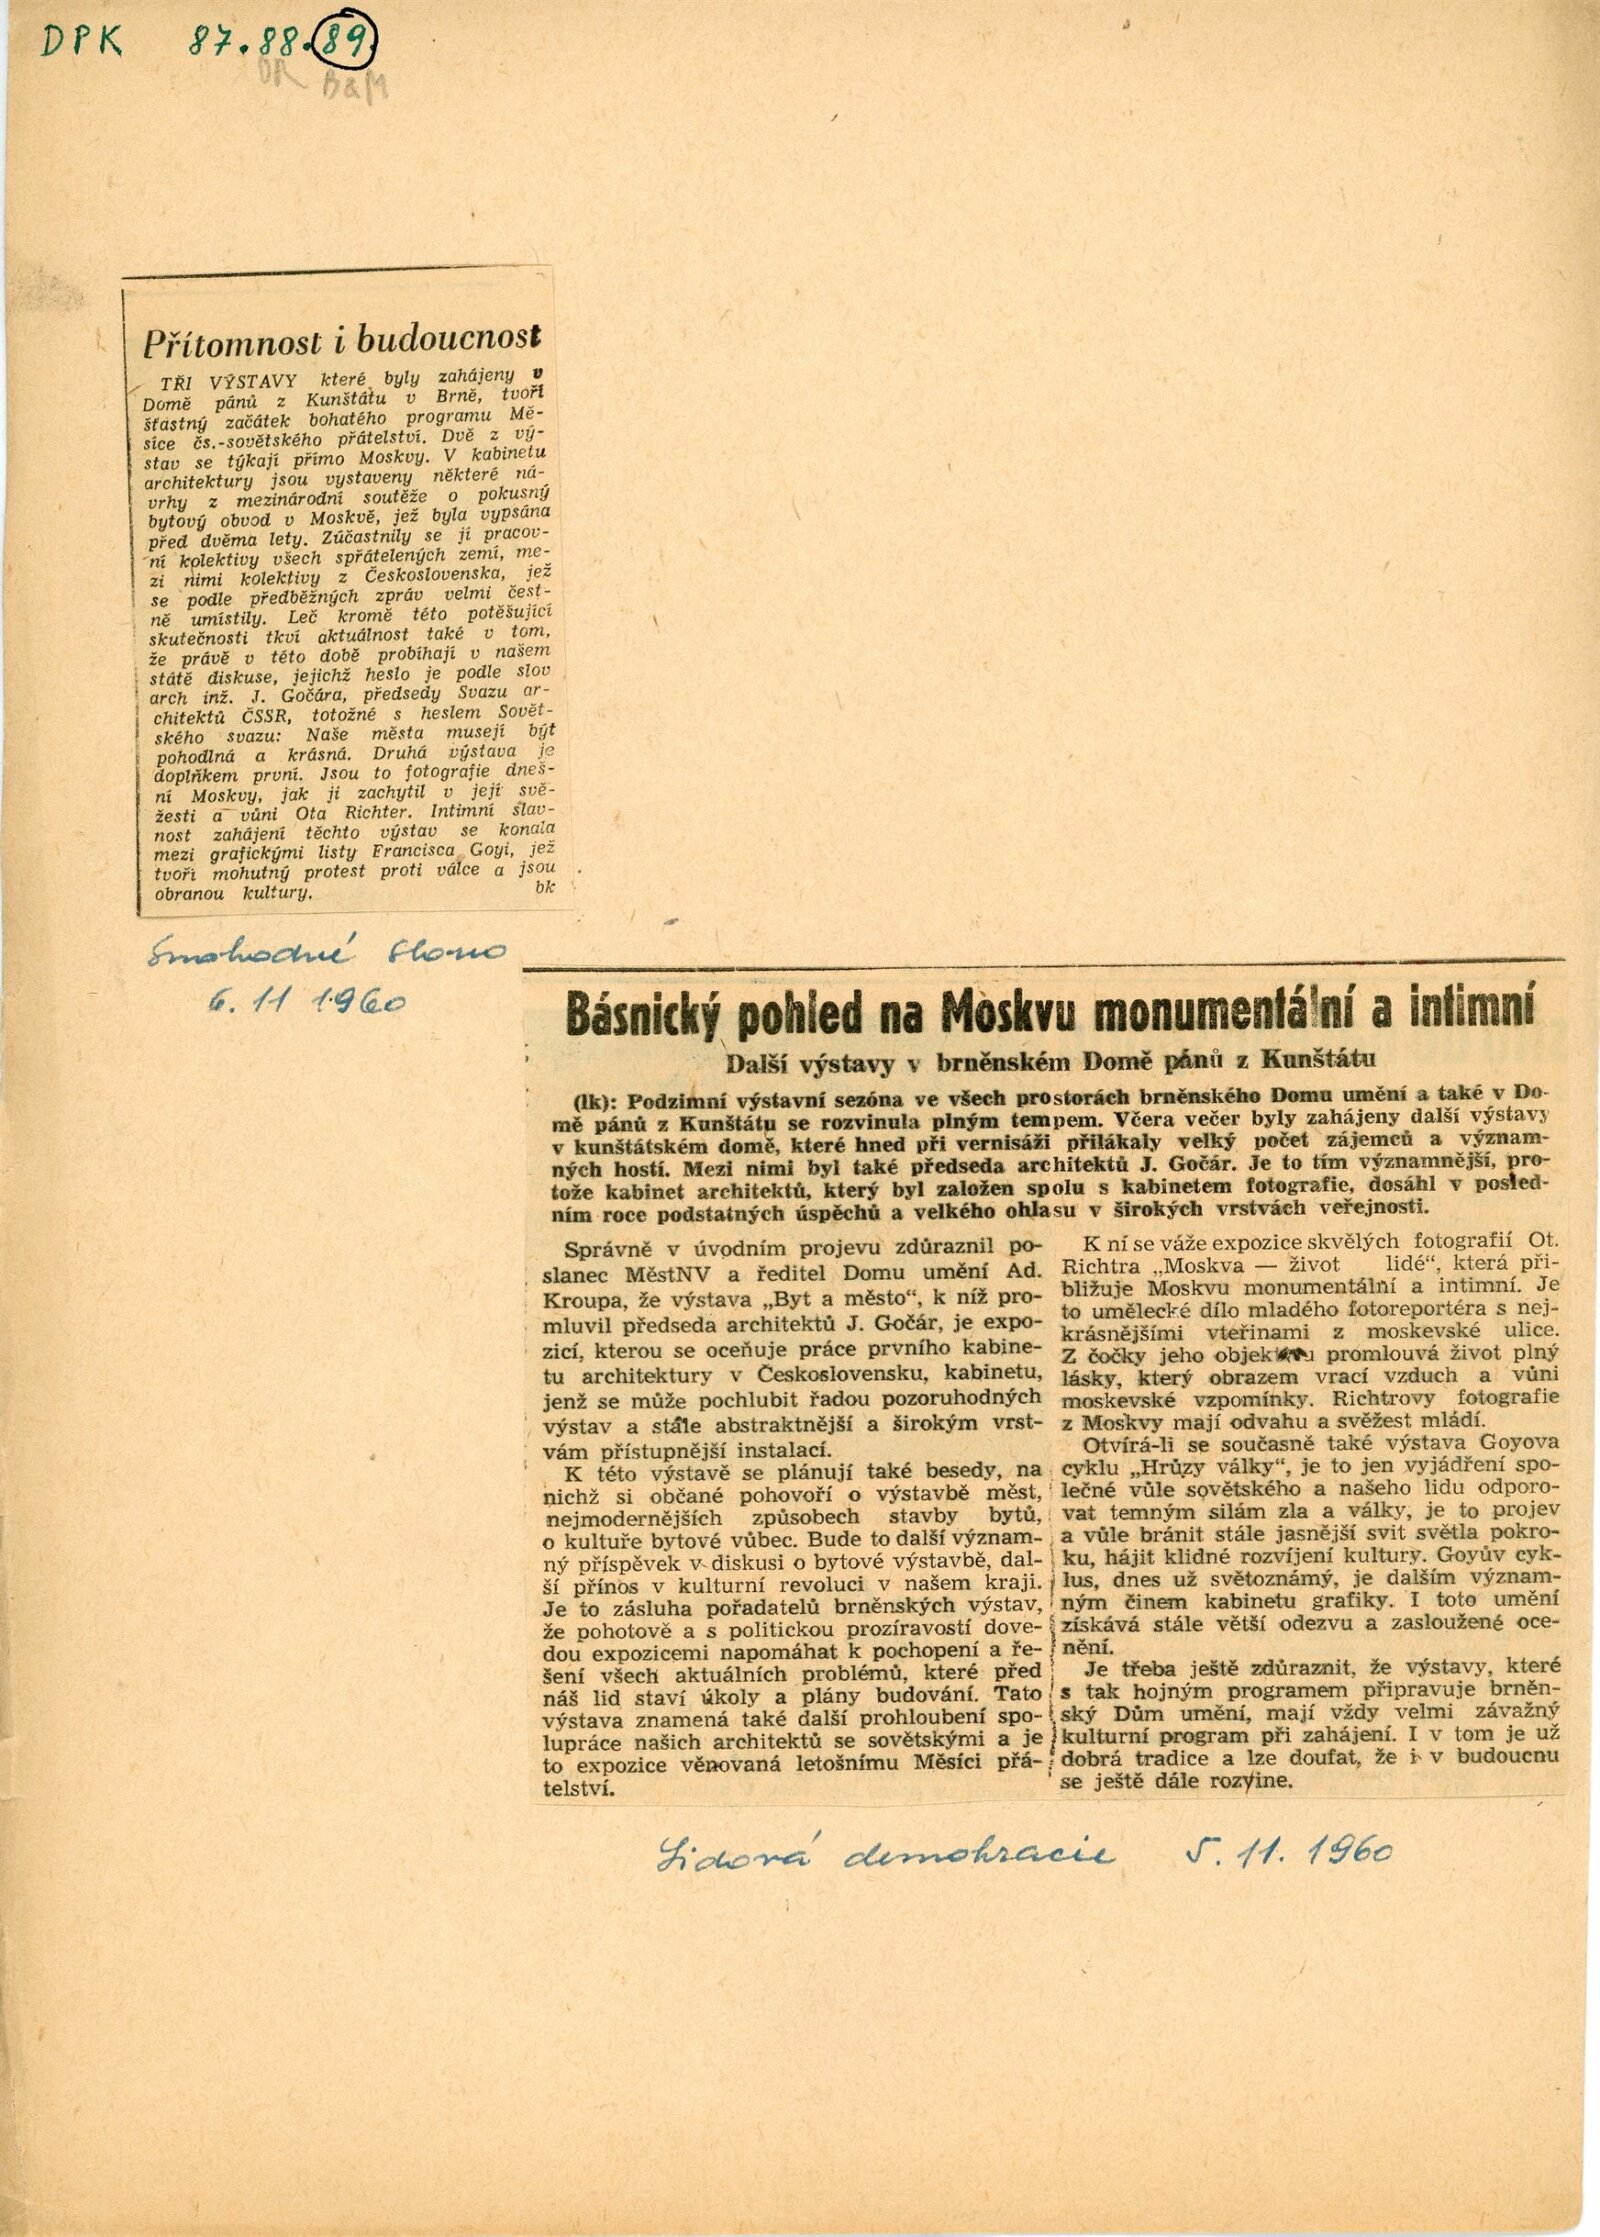 DPK 87.88.89
DR B&M
Přítomnost i budoucnost
TŘI VÝSTAVY které byly zahájeny v
Domě pánů z Kunštátu v Brně, tvoří
šťastný začátek bohatého programu Mě-
síce čs.-sovětského přátelství. Dvě z vý-
stav se týkají přímo Moskvy. V kabinetu
architektury jsou vystaveny některé ná-
vrhy z mezinárodní soutěže o pokusný
bytový obvod v Moskvě, jež byla vypsána
před dvěma lety. Zúčastnily se jí pracov-
ní kolektivy všech spřátelených zemí, me-
zi nimi kolektivy z Československa, jež
se podle předběžných zpráv velmi čest-
ně umístily. Leč kromě této potěšující
skutečnosti tkví aktuálnost také v tom,
že právě v této době probíhají v našem
státě diskuse, jejichž heslo je podle slov
arch inž. J. Gočára, předsedy Svazu ar-
chitektů ČSSR, totožné s heslem Sovět-
ského svazu: Naše města musejí být
pohodlná a krásná. Druhá výstava je
doplňkem první. Jsou to fotografie dneš-
ní Moskvy, jak ji zachytil v její svě-
žesti a vůni Ota Richter. Intimní slav-
nost zahájení těchto výstav se konala
mezi grafickými listy Francisca Goyi, jež
tvoří mohutný protest proti válce a jsou
obranou kultury. bk
Svobodné slovo
6. 11 1960
Básnický pohled na Moskvu monumentální a intimní
Další výstavy v brněnském Domě pánů z Kunštátu
(lk): Podzimní výstavní sezóna ve všech prostorách brněnského Domu umění a také v Do-
mě pánů z Kunštátu se rozvinula plným tempem. Včera večer byly zahájeny další výstavy
v kunštátském domě, které hned při vernisáži přilákaly velký počet zájemců a význam-
ných hostí. Mezi nimi byl také předseda architektů J. Gočár. Je to tím významnější, pro-
tože kabinet architektů, který byl založen spolu s kabinetem fotografie, dosáhl v posled-
ním roce podstatných úspěchů a velkého ohlasu v širokých vrstvách veřejnosti.
Správně v úvodním projevu zdůraznil po-
slanec MěstNV a ředitel Domu umění Ad.
Kroupa, že výstava „Byt a město“, k níž pro-
mluvil předseda architektů J. Gočár, je expo-
zicí, kterou se oceňuje práce prvního kabine-
tu architektury v Československu, kabinetu,
jenž se může pochlubit řadou pozoruhodných
výstav a stále abstraktnější a širokým vrst-
vám přístupnější instalací.
K této výstavě se plánují také besedy, na
nichž si občané pohovoří o výstavbě měst,
nejmodernějších způsobech stavby bytů,
o kultuře bytové vůbec. Bude to další význam-
ný příspěvek v diskusi o bytové výstavbě, dal-
ší přínos v kulturní revoluci v našem kraji.
Je to zásluha pořadatelů brněnských výstav,
že pohotově a s politickou prozíravostí dove-
dou expozicemi napomáhat k pochopení a ře-
šení všech aktuálních problémů, které před
náš lid staví úkoly a plány budování. Tato
výstava znamená také další prohloubení spo-
lupráce našich architektů se sovětskými a je
to expozice věnovaná letošnímu Měsíci přá-
telství.
K ní se váže expozice skvělých fotografií Ot.
Richtra „Moskva — život lidé“, která při-
bližuje Moskvu monumentální a intimní. Je
to umělecké dílo mladého fotoreportéra s nej-
krásnějšími vteřinami z moskevské ulice.
Z čočky jeho objektivu promlouvá život plný
lásky, který obrazem vrací vzduch a vůni
moskevské vzpomínky. Richtrovy fotografie
z Moskvy mají odvahu a svěžest mládí.
Otvírá-li se současně také výstava Goyova
cyklu „Hrůzy války“, je to jen vyjádření spo-
lečné vůle sovětského a našeho lidu odporo-
vat temným silám zla a války, je to projev
a vůle bránit stále jasnější svit světla pokro-
ku, hájit klidné rozvíjení kultury. Goyův cyk-
lus, dnes už světoznámý, je dalším význam-
ným činem kabinetu grafiky. I toto umění
získává stále větší odezvu a zasloužené oce-
nění.
Je třeba ještě zdůraznit, že výstavy, které
s tak hojným programem připravuje brněn-
ský Dům umění, mají vždy velmi závažný
kulturní program při zahájení. I v tom je už
dobrá tradice a lze doufat, že i v budoucnu
se ještě dále rozvine.
Lidová demokracie 5. 11. 1960